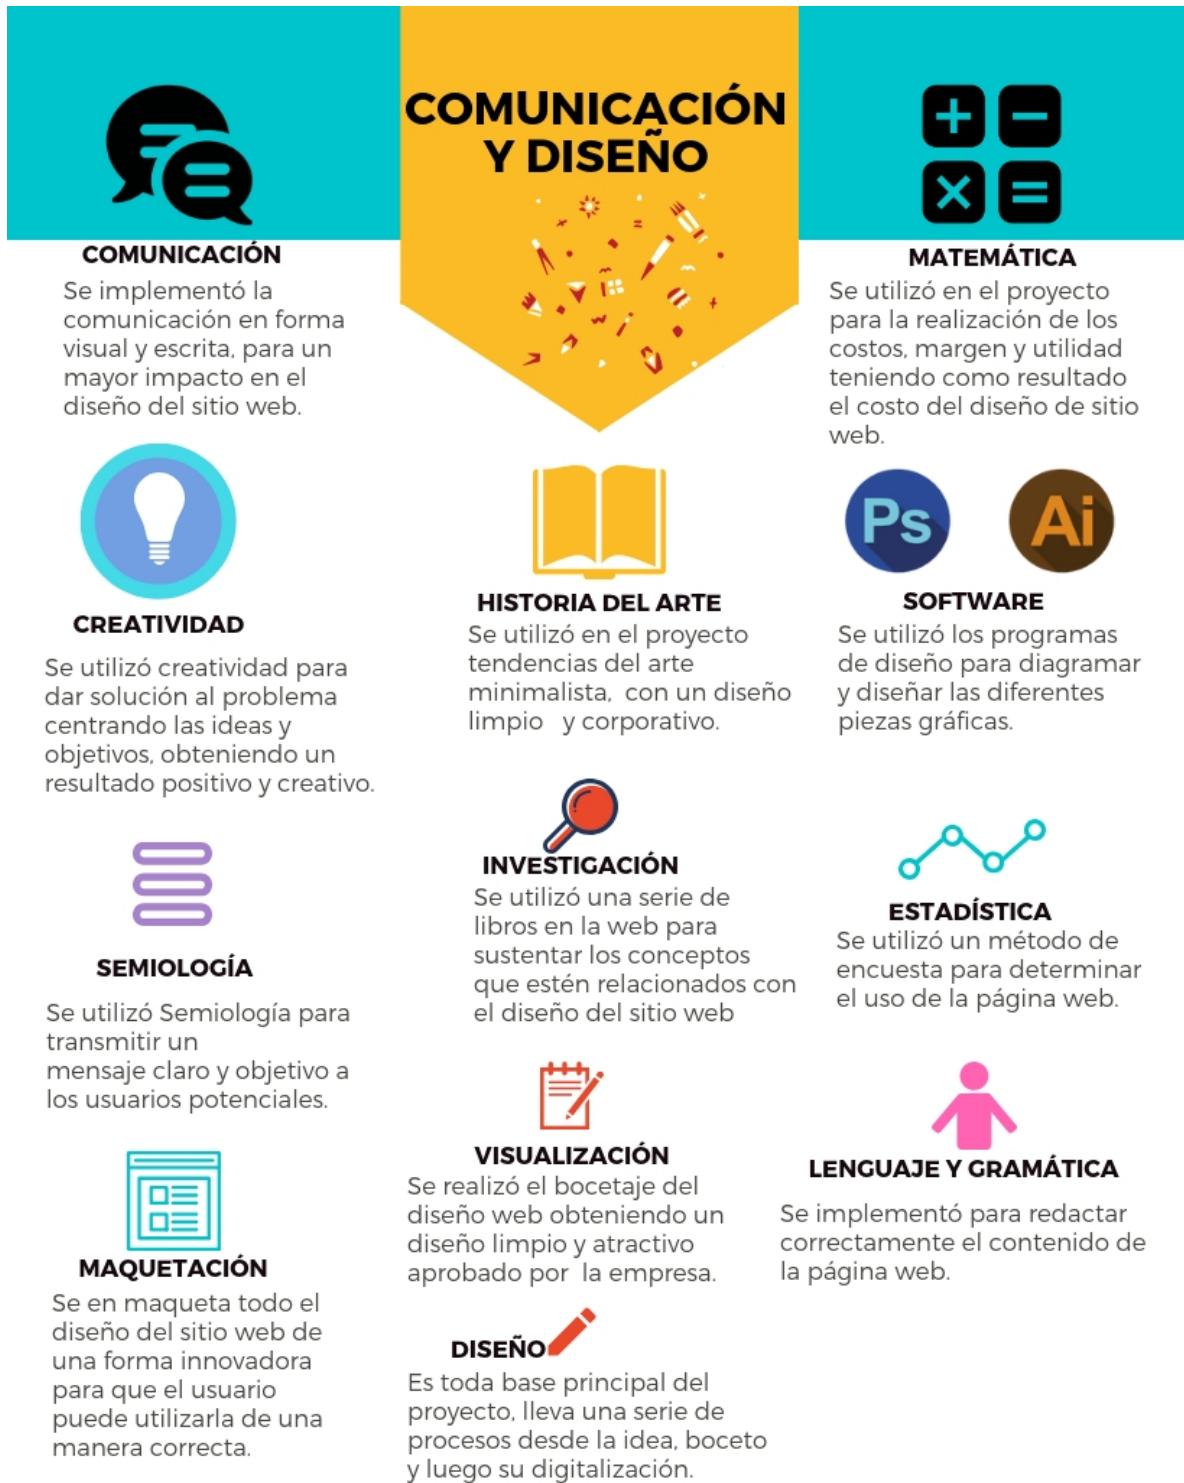 COMUNICACIÓN
Y DISEÑO
COMUNICACIÓN
Se implementó la
comunicación en forma
visual y escrita, para un
mayor impacto en el
diseño del sitio web.
CREATIVIDAD
Se utilizó creatividad para
dar solución al problema
centrando las ideas y
objetivos, obteniendo un
resultado positivo y creativo.
SEMIOLOGÍA
Se utilizó Semiología para
transmitir un
mensaje claro y objetivo a
los usuarios potenciales.
MAQUETACIÓN
Se en maqueta todo el
diseño del sitio web de
una forma innovadora
para que el usuario
puede utilizarla de una
manera correcta.
HISTORIA DEL ARTE
Se utilizó en el proyecto
tendencias del arte
minimalista, con un diseño
limpio y corporativo.
INVESTIGACIÓN
Se utilizó una serie de
libros en la web para
sustentar los conceptos
que estén relacionados con
el diseño del sitio web
VISUALIZACIÓN
Se realizó el bocetaje del
diseño web obteniendo un
diseño limpio y atractivo
aprobado por la empresa.
DISEÑO
Es toda base principal del
proyecto, lleva una serie de
procesos desde la idea, boceto
y luego su digitalización.
MATEMÁTICA
Se utilizó en el proyecto
para la realización de los
costos, margen y utilidad
teniendo como resultado
el costo del diseño de sitio
web.
Ps Ai
SOFTWARE
Se utilizó los programas
de diseño para diagramar
y diseñar las diferentes
piezas gráficas.
ESTADÍSTICA
Se utilizó un método de
encuesta para determinar
el uso de la página web.
LENGUAJE Y GRAMÁTICA
Se implementó para redactar
correctamente el contenido de
la página web.